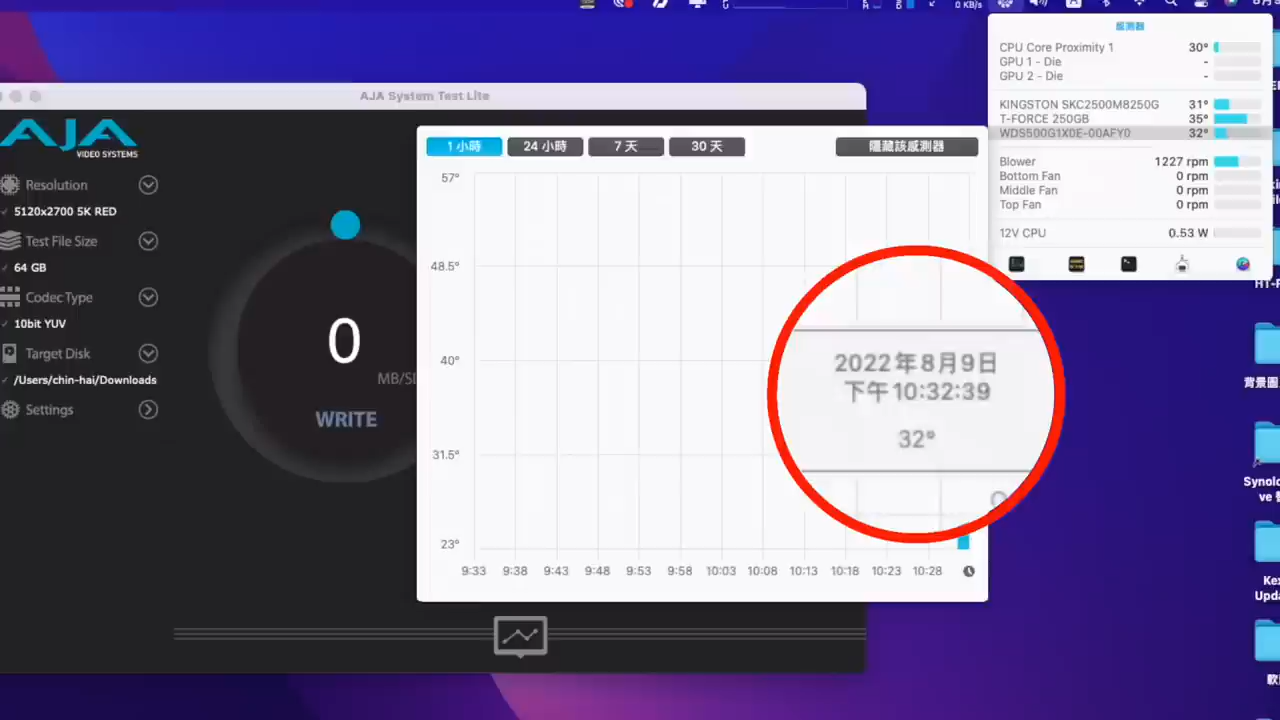 0 KB/s
感測器
CPU Core Proximity 1 30°
GPU 1 - Die -
GPU 2 - Die -
KINGSTON SKC2500M8250G 31°
T-FORCE 250GB 35°
WDS500G1X0E-00AFY0 32°
Blower 1227 rpm
Bottom Fan 0 rpm
Middle Fan 0 rpm
Top Fan 0 rpm
12V CPU 0.53 W
AJA System Test Lite
AJA
VIDEO SYSTEMS
Resolution
5120x2700 5K RED
Test File Size
64 GB
Codec Type
10bit YUV
Target Disk
/Users/chin-hai/Downloads
Settings
0
WRITE
1 小時 24 小時 7 天 30 天 隱藏該感測器
57°
48.5°
40°
31.5°
23°
9:33 9:38 9:43 9:48 9:53 9:58 10:03 10:08 10:13 10:18 10:23 10:28
2022年8月9日
下午10:32:39
32°
背景圖
Synolo
ve
Kex
Upda